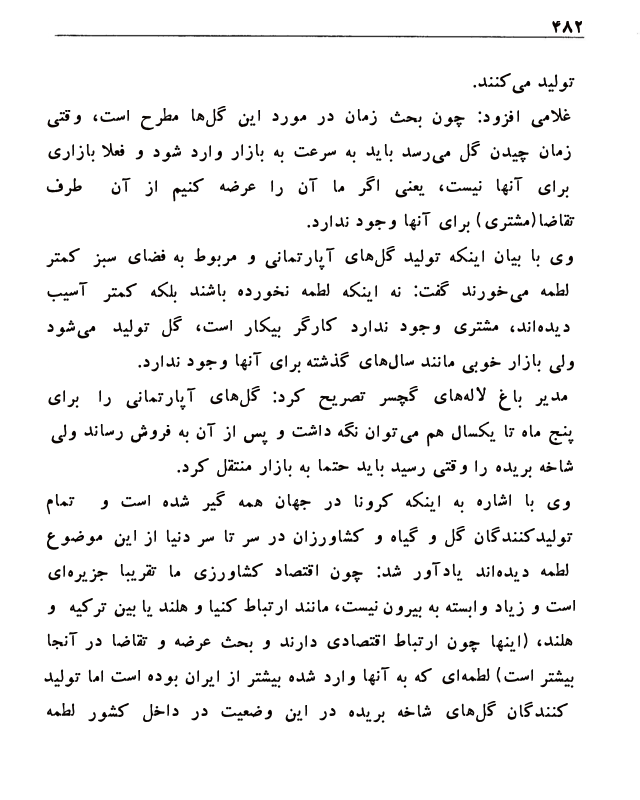 ۴۸۲
تولید می‌کنند.
غلامی افزود: چون بحث زمان در مورد این گل‌ها مطرح است، وقتی
زمان چیدن گل می‌رسد باید به سرعت به بازار وارد شود و فعلا بازاری
برای آنها نیست، یعنی اگر ما آن را عرضه کنیم از آن طرف
تقاضا(مشتری) برای آنها وجود ندارد.
وی با بیان اینکه تولید گل‌های آپارتمانی و مربوط به فضای سبز کمتر
لطمه می‌خورند گفت: نه اینکه لطمه نخورده باشند بلکه کمتر آسیب
دیده‌اند، مشتری وجود ندارد کارگر بیکار است، گل تولید می‌شود
ولی بازار خوبی مانند سال‌های گذشته برای آنها وجود ندارد.
مدیر باغ لاله‌های گچسر تصریح کرد: گل‌های آپارتمانی را برای
پنج ماه تا یکسال هم می‌توان نگه داشت و پس از آن به فروش رساند ولی
شاخه بریده را وقتی رسید باید حتما به بازار منتقل کرد.
وی با اشاره به اینکه کرونا در جهان همه گیر شده است و تمام
تولیدکنندگان گل و گیاه و کشاورزان در سر تا سر دنیا از این موضوع
لطمه دیده‌اند یادآور شد: چون اقتصاد کشاورزی ما تقریبا جزیره‌ای
است و زیاد وابسته به بیرون نیست، مانند ارتباط کنیا و هلند یا بین ترکیه و
هلند، (اینها چون ارتباط اقتصادی دارند و بحث عرضه و تقاضا در آنجا
بیشتر است) لطمه‌ای که به آنها وارد شده بیشتر از ایران بوده است اما تولید
کنندگان گل‌های شاخه بریده در این وضعیت در داخل کشور لطمه